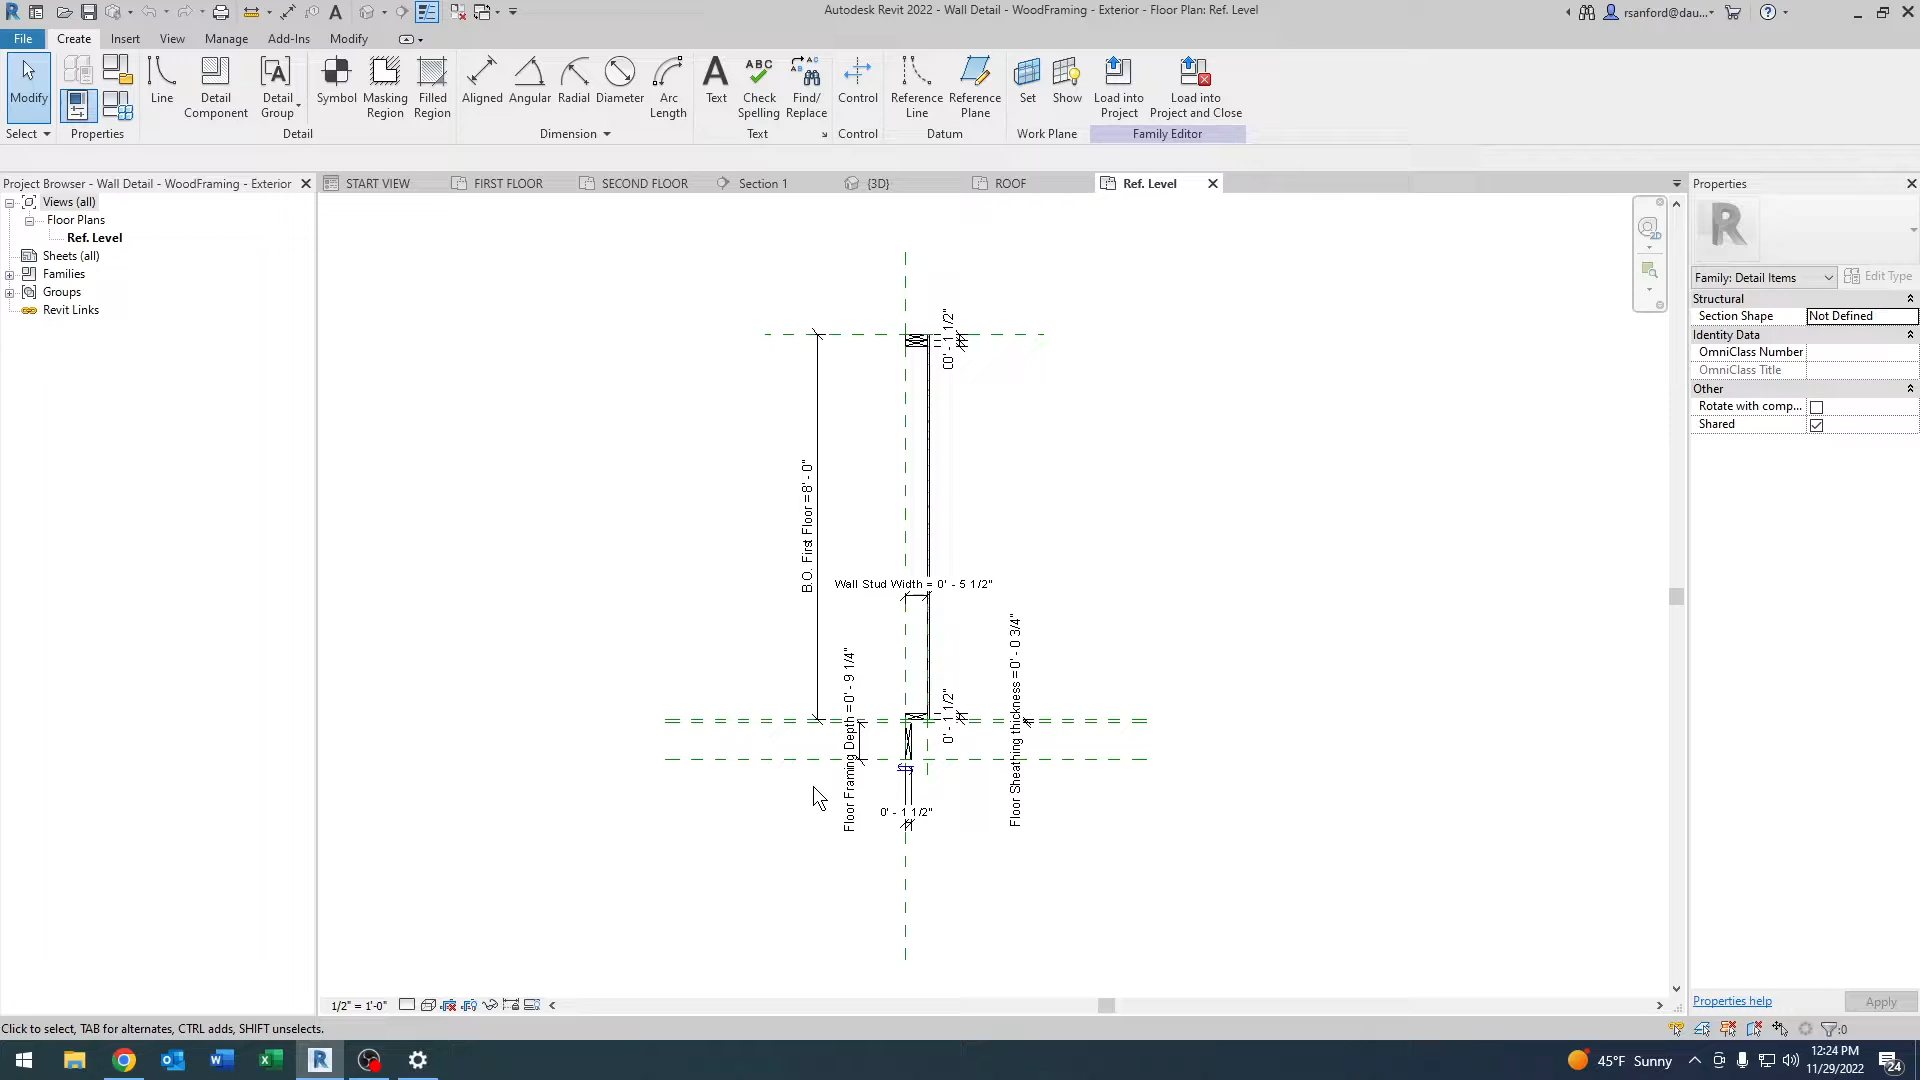 Autodesk Revit 2022 - Wall Detail - WoodFraming - Exterior - Floor Plan: Ref. Level
rsanford@dau...
File Create Insert View Manage Add-Ins Modify
Modify
Line
Detail Component
Detail Group
Symbol
Masking Region
Filled Region
Aligned
Angular
Radial
Diameter
Arc Length
Text
ABC
Check Spelling
Find/ Replace
Control
Reference Line
Reference Plane
Set
Show
Load into Project
Load into Project and Close
Select Properties Detail Dimension Text Control Datum Work Plane Family Editor
Project Browser - Wall Detail - WoodFraming - Exterior
START VIEW FIRST FLOOR SECOND FLOOR Section 1 {3D} ROOF Ref. Level
Views (all)
Floor Plans
Ref. Level
Sheets (all)
Families
Groups
Revit Links
B.O. First Floor = 8' - 0"
Wall Stud Width = 0' - 5 1/2"
Floor Framing Depth = 0' - 9 1/4"
0' - 1 1/2"
Floor Sheathing thickness = 0' - 0 3/4"
0' - 1 1/2"
2D
Properties
R
Family: Detail Items Edit Type
Structural
Section Shape Not Defined
Identity Data
OmniClass Number
OmniClass Title
Other
Rotate with comp...
Shared
Properties help Apply
1/2" = 1'-0"
Click to select, TAB for alternates, CTRL adds, SHIFT unselects.
:0
45°F Sunny
12:24 PM
11/29/2022
24